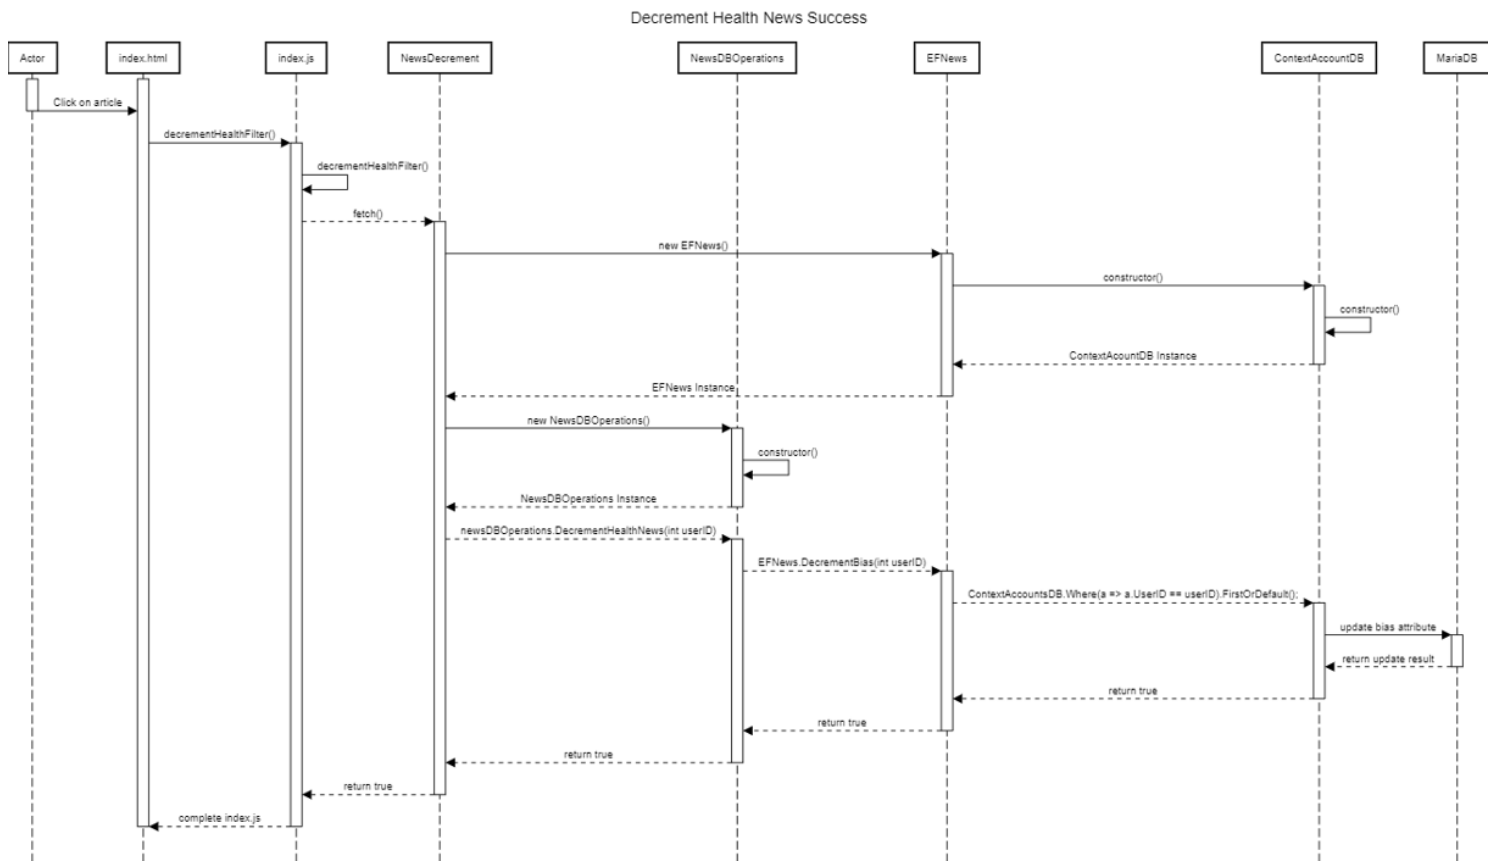 Decrement Health News Success
Actor
index.html
index.js
NewsDecrement
NewsDBOperations
EFNews
ContextAccountDB
MariaDB
Click on article
decrementHealthFilter()
decrementHealthFilter()
fetch()
new EFNews()
constructor()
constructor()
ContextAcountDB Instance
EFNews Instance
new NewsDBOperations()
constructor()
NewsDBOperations Instance
newsDBOperations.DecrementHealthNews(int userID)
EFNews.DecrementBias(int userID)
ContextAccountsDB.Where(a => a.UserID == userID).FirstOrDefault();
update bias attribute
return update result
return true
return true
return true
return true
complete index.js